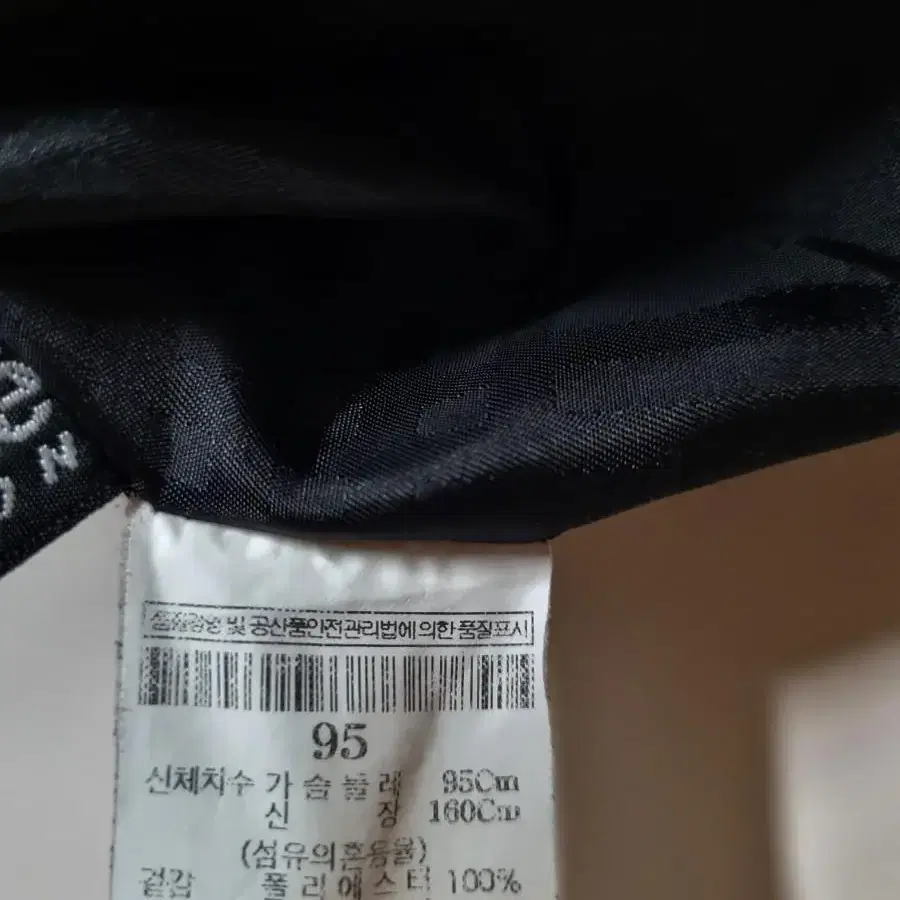 품질경영 및 공산품안전관리법에의한 품질표시
95
신체치수 가슴둘레 95Cm
신 장 160Cm
(섬유의혼용율)
겉감 폴리에스터 100%